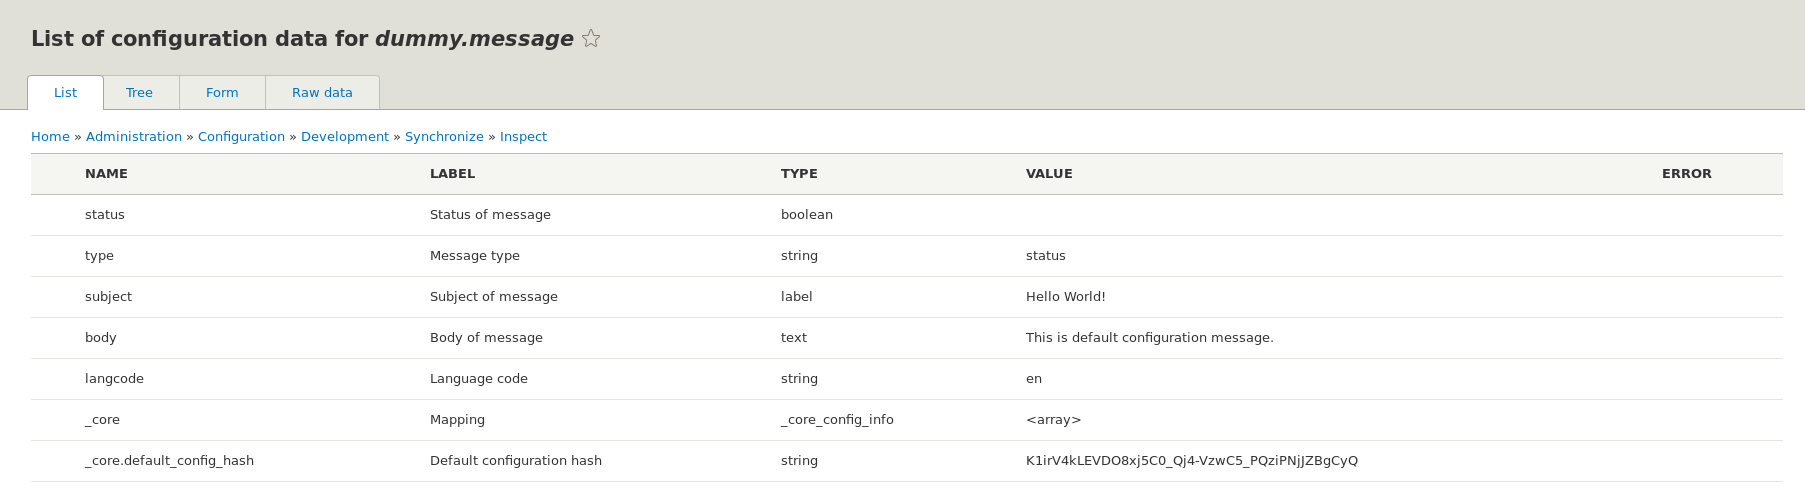 List of configuration data for dummy.message
List Tree Form Raw data
Home » Administration » Configuration » Development » Synchronize » Inspect
NAME LABEL TYPE VALUE ERROR
status Status of message boolean
type Message type string status
subject Subject of message label Hello World!
body Body of message text This is default configuration message.
langcode Language code string en
_core Mapping _core_config_info <array>
_core.default_config_hash Default configuration hash string K1irV4kLEVDO8xj5C0_Qj4-VzwC5_PQziPNjJZBgCyQ